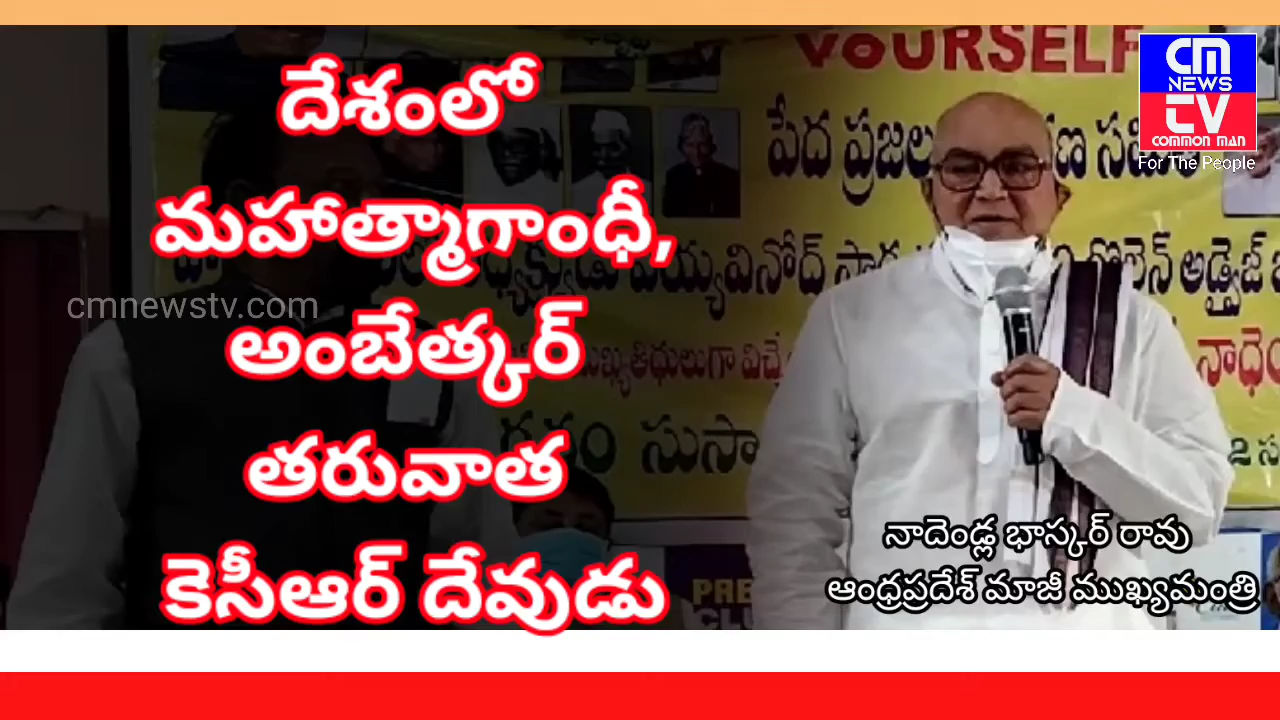 YOURSELF
CM
NEWS
TV
COMMON MAN
For The People
పేద ప్రజల
దేశంలో
మహాత్మాగాంధీ,
cmnewstv.com
అంబేత్కర్
తరువాత
కెసీఆర్ దేవుడు
నాదెండ్ల భాస్కర్ రావు
ఆంధ్రప్రదేశ్ మాజీ ముఖ్యమంత్రి